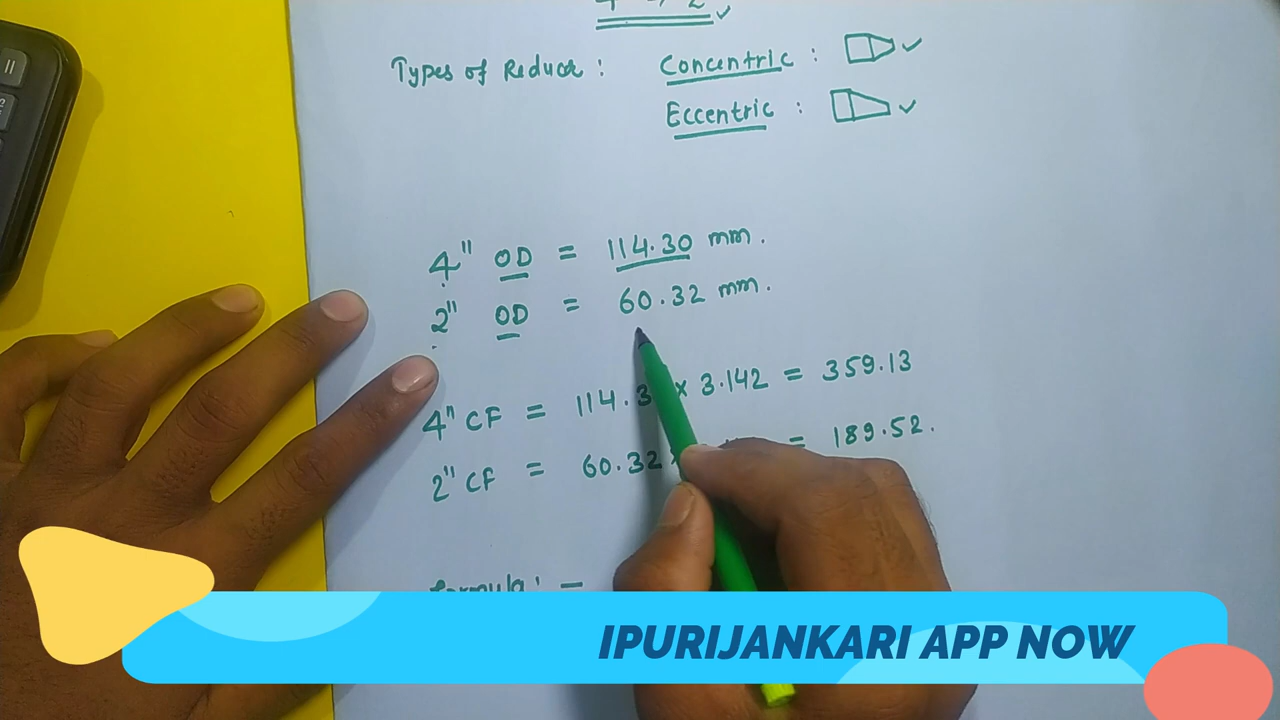 Types of Reducer : Concentric :
Eccentric :
4" OD = 114.30 mm.
2" OD = 60.32 mm.
4" CF = 114.3 x 3.142 = 359.13
2" CF = 60.32 = 189.52.
Formula: —
IPURIJANKARI APP NOW